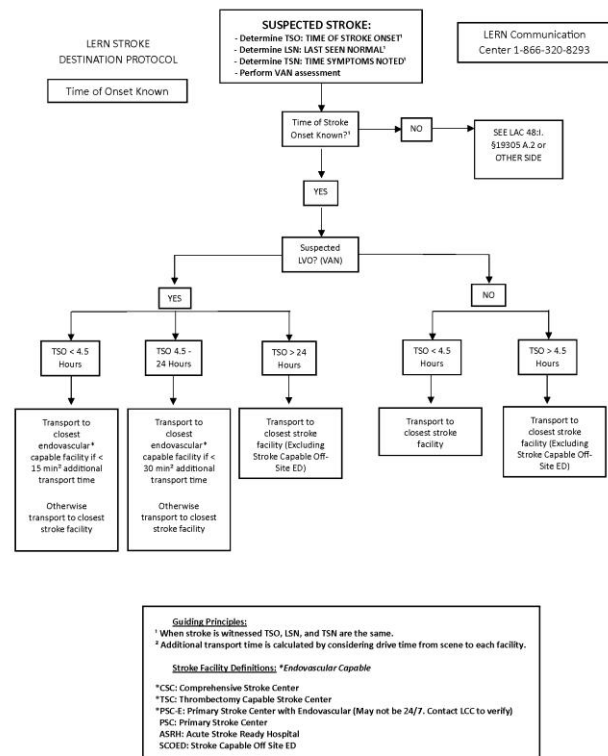 LERN STROKE
DESTINATION PROTOCOL
Time of Onset Known
SUSPECTED STROKE:
- Determine TSO: TIME OF STROKE ONSET¹
- Determine LSN: LAST SEEN NORMAL¹
- Determine TSN: TIME SYMPTOMS NOTED¹
- Perform VAN assessment
LERN Communication
Center 1-866-320-8293
Time of Stroke
Onset Known?¹
NO
SEE LAC 48:I.
§19305 A.2 or
OTHER SIDE
YES
Suspected
LVO? (VAN)
YES
NO
TSO < 4.5
Hours
TSO 4.5 -
24 Hours
TSO > 24
Hours
TSO < 4.5
Hours
TSO > 4.5
Hours
Transport to
closest
endovascular*
capable facility if <
15 min² additional
transport time
Otherwise
transport to closest
stroke facility
Transport to
closest
endovascular*
capable facility if <
30 min² additional
transport time
Otherwise
transport to closest
stroke facility
Transport to
closest stroke
facility (Excluding
Stroke Capable Off-
Site ED)
Transport to
closest stroke
facility
Transport to
closest stroke
facility (Excluding
Stroke Capable Off-
Site ED)
Guiding Principles:
¹ When stroke is witnessed TSO, LSN, and TSN are the same.
² Additional transport time is calculated by considering drive time from scene to each facility.
Stroke Facility Definitions: *Endovascular Capable
*CSC: Comprehensive Stroke Center
*TSC: Thrombectomy Capable Stroke Center
*PSC-E: Primary Stroke Center with Endovascular (May not be 24/7. Contact LCC to verify)
PSC: Primary Stroke Center
ASRH: Acute Stroke Ready Hospital
SCOED: Stroke Capable Off Site ED